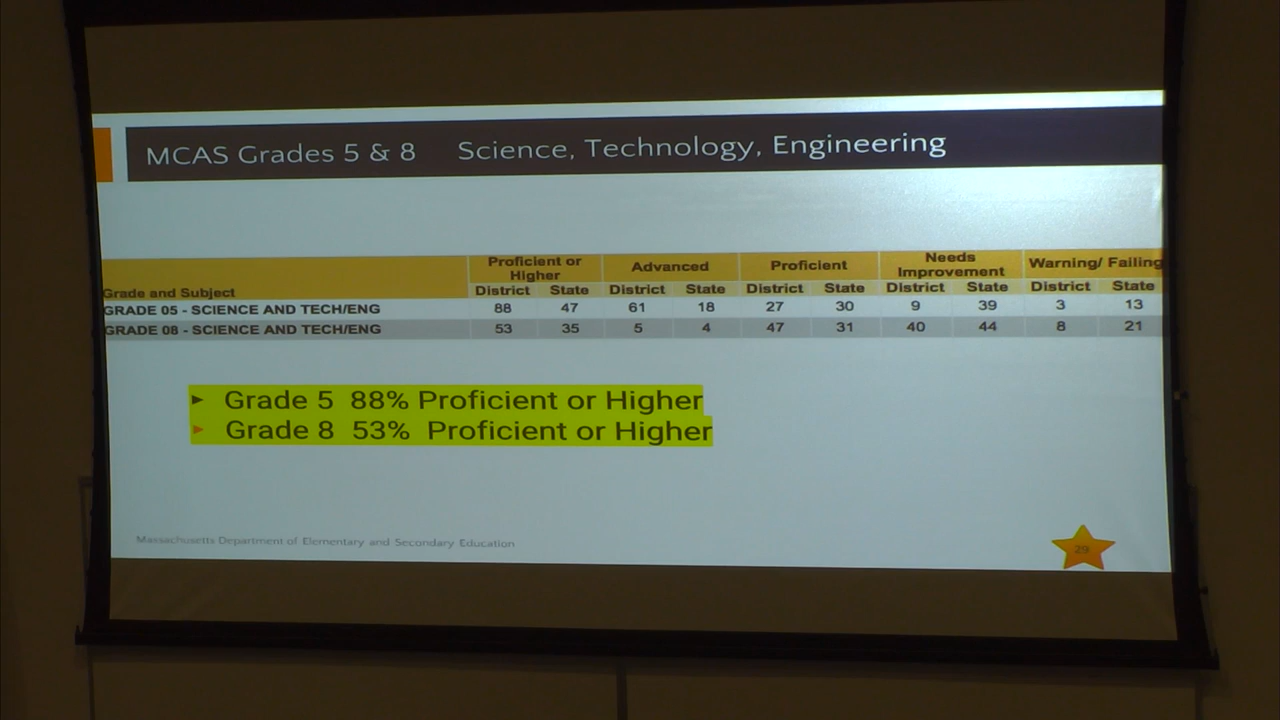 MCAS Grades 5 & 8 Science, Technology, Engineering
Grade and Subject Proficient or Higher Advanced Proficient Needs Improvement Warning/ Failing
District State District State District State District State District State
GRADE 05 - SCIENCE AND TECH/ENG 88 47 61 18 27 30 9 39 3 13
GRADE 08 - SCIENCE AND TECH/ENG 53 35 5 4 47 31 40 44 8 21
► Grade 5 88% Proficient or Higher
► Grade 8 53% Proficient or Higher
Massachusetts Department of Elementary and Secondary Education
29